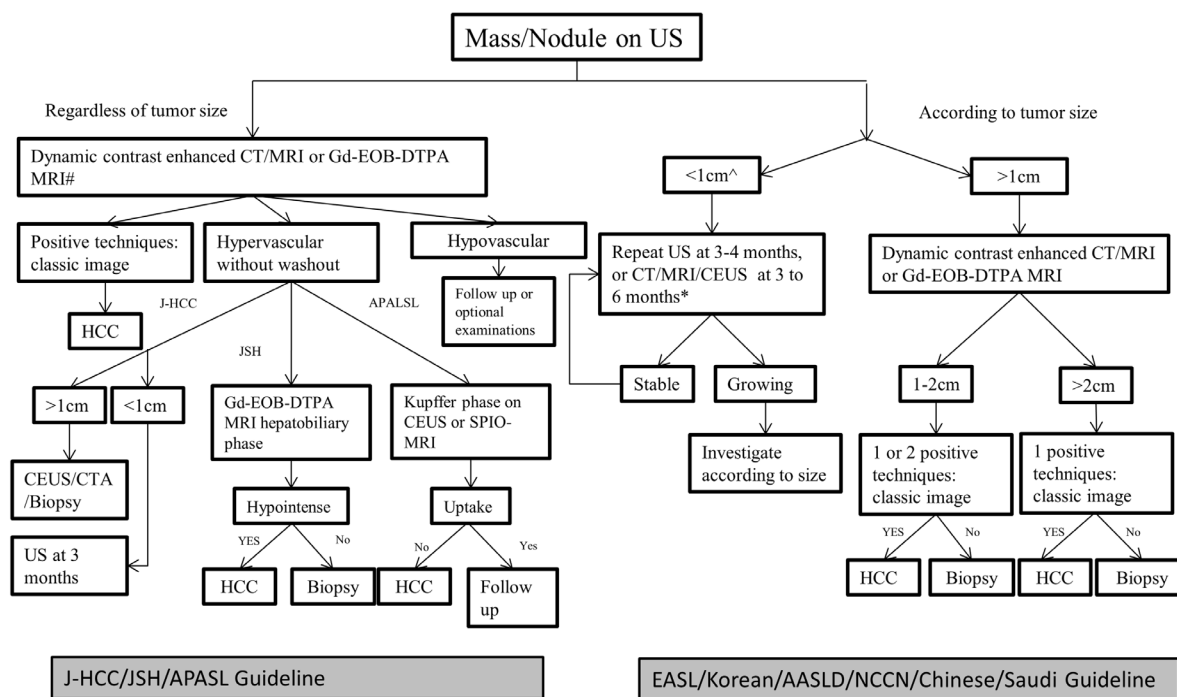 Mass/Nodule on US
Regardless of tumor size
According to tumor size
Dynamic contrast enhanced CT/MRI or Gd-EOB-DTPA
MRI#
<1cm^
>1cm
Positive techniques:
classic image
Hypervascular
without washout
Hypovascular
Repeat US at 3-4 months,
or CT/MRI/CEUS at 3 to
6 months*
Dynamic contrast enhanced CT/MRI
or Gd-EOB-DTPA MRI
Follow up or
optional
examinations
J-HCC
APALSL
HCC
JSH
Stable
Growing
1-2cm
>2cm
>1cm
<1cm
Gd-EOB-DTPA
MRI hepatobiliary
phase
Kupffer phase on
CEUS or SPIO-
MRI
Investigate
according to size
1 or 2 positive
techniques:
classic image
1 positive
techniques:
classic image
CEUS/CTA
/Biopsy
Hypointense
Uptake
US at 3
months
YES
No
No
Yes
YES
No
YES
No
HCC
Biopsy
HCC
Follow
up
HCC
Biopsy
HCC
Biopsy
J-HCC/JSH/APASL Guideline
EASL/Korean/AASLD/NCCN/Chinese/Saudi Guideline